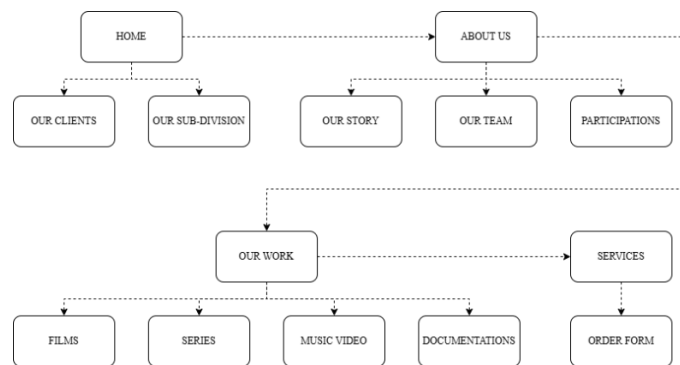 HOME
ABOUT US
OUR CLIENTS
OUR SUB-DIVISION
OUR STORY
OUR TEAM
PARTICIPATIONS
OUR WORK
SERVICES
FILMS
SERIES
MUSIC VIDEO
DOCUMENTATIONS
ORDER FORM